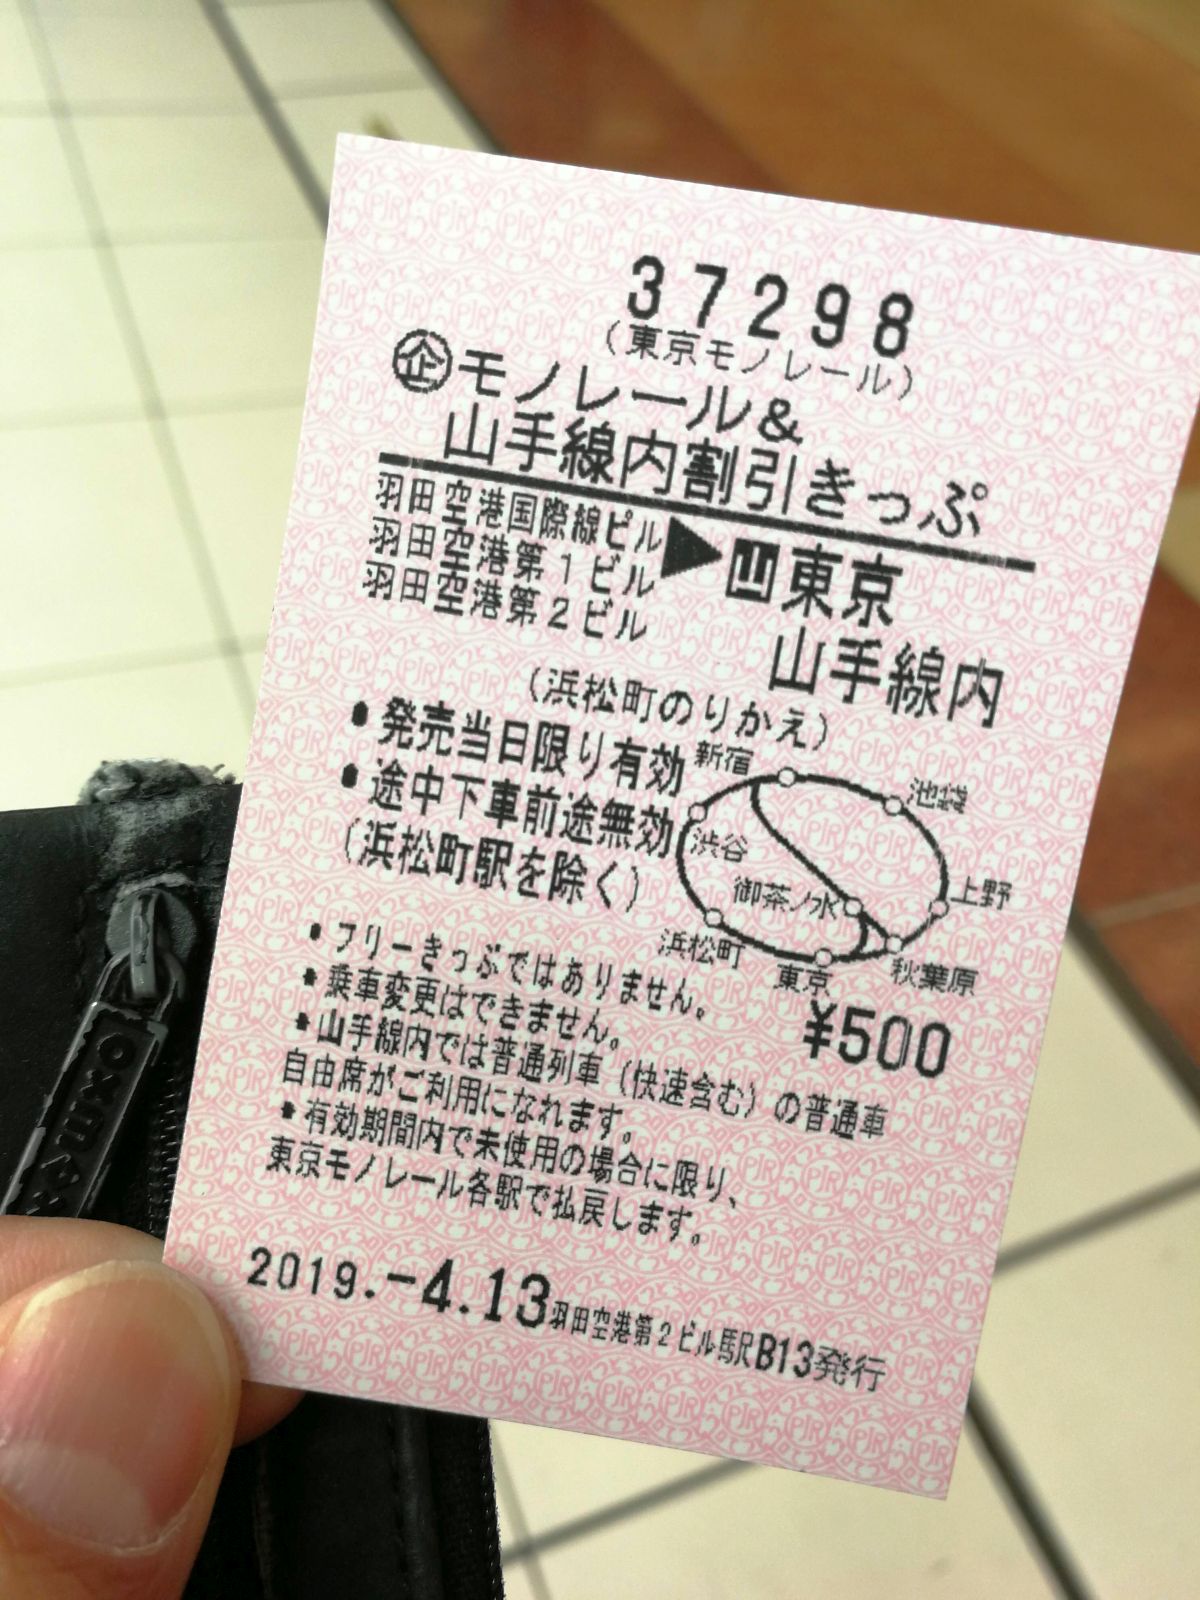 37298
(東京モノレール)
企 モノレール&
山手線内割引きっぷ
羽田空港国際線ビル
羽田空港第1ビル
羽田空港第2ビル
▶
山 東京
山手線内
(浜松町のりかえ)
•発売当日限り有効
•途中下車前途無効
(浜松町駅を除く)
新宿
池袋
渋谷
御茶ノ水
上野
浜松町
東京
秋葉原
¥500
•フリーきっぷではありません。
•乗車変更はできません。
•山手線内では普通列車(快速含む)の普通車
自由席がご利用になれます。
•有効期間内で未使用の場合に限り、
東京モノレール各駅で払戻します。
2019.-4.13 羽田空港第2ビル駅B13発行